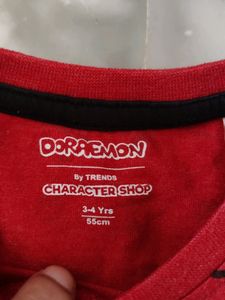 DORAEMON
By TRENDS
CHARACTER SHOP
3-4 Yrs
55cm